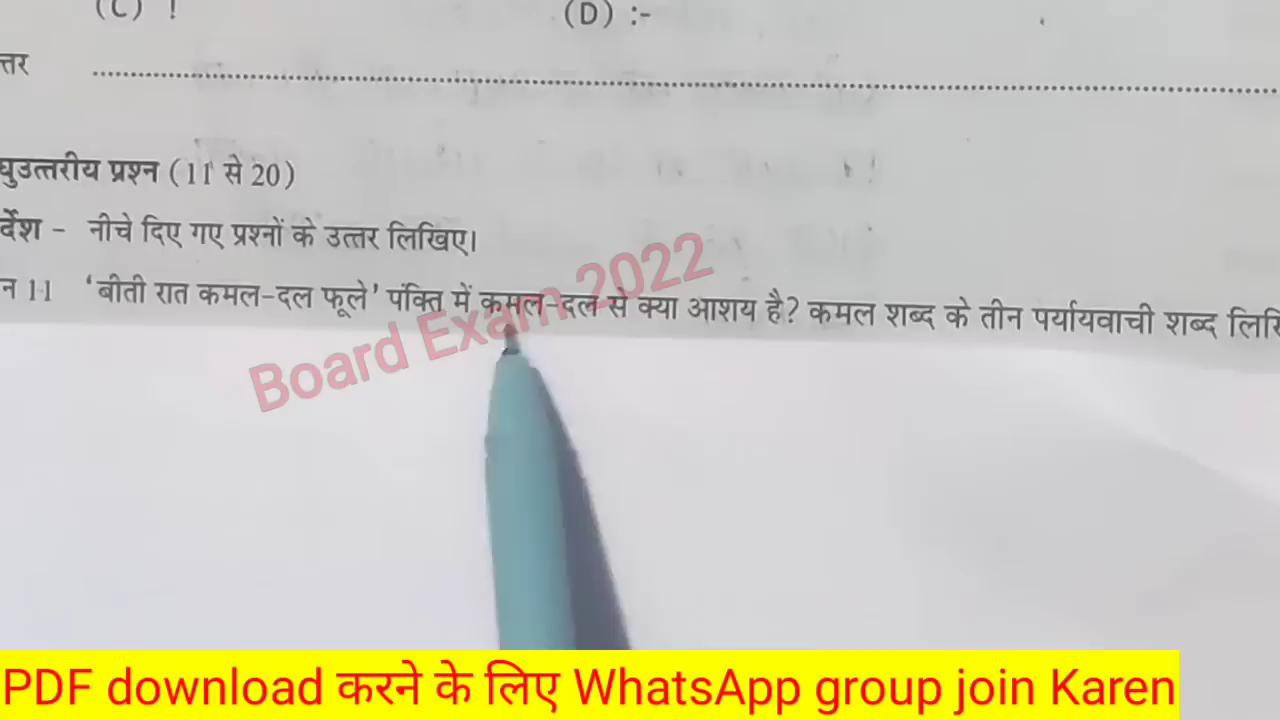 (C) !
(D) :-
त्तर ................................................................
घुउत्तरीय प्रश्न (11 से 20)
र्देश - नीचे दिए गए प्रश्नों के उत्तर लिखिए।
न 11 'बीती रात कमल-दल फूले' पंक्ति में कमल-दल से क्या आशय है? कमल शब्द के तीन पर्यायवाची शब्द लिखि
Board Exam 2022
PDF download करने के लिए WhatsApp group join Karen